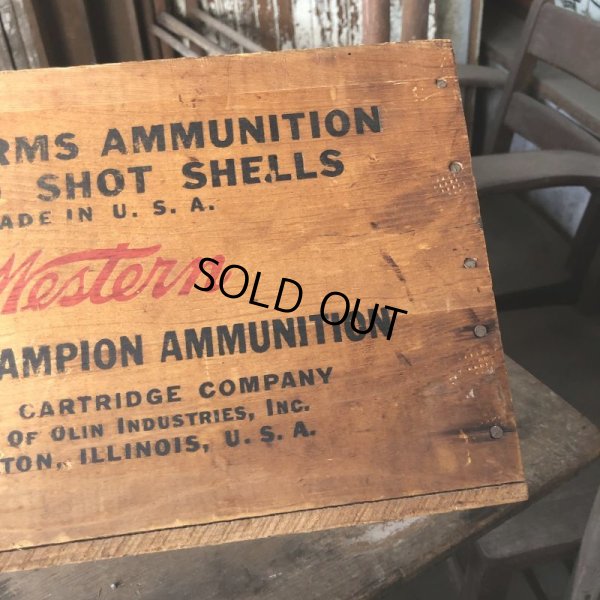 RMS AMMUNITION
SHOT SHELLS
ADE IN U. S. A.
Western
SOLD OUT
AMPION AMMUNITION
CARTRIDGE COMPANY
OF OLIN INDUSTRIES, INC.
TON, ILLINOIS, U. S. A.